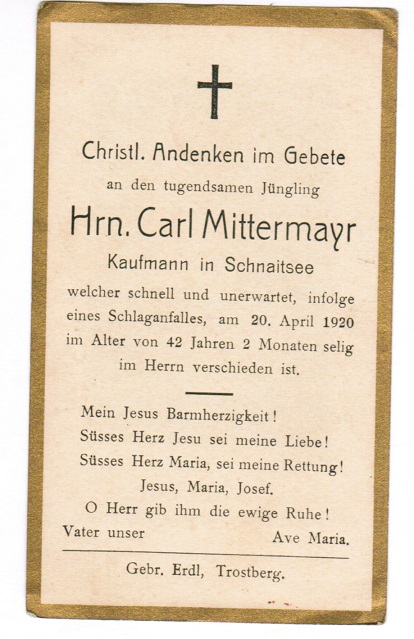 Christl. Andenken im Gebete
an den tugendsamen Jüngling
Hrn. Carl Mittermayr
Kaufmann in Schnaitsee
welcher schnell und unerwartet, infolge
eines Schlaganfalles, am 20. April 1920
im Alter von 42 Jahren 2 Monaten selig
im Herrn verschieden ist.
Mein Jesus Barmherzigkeit!
Süsses Herz Jesu sei meine Liebe!
Süsses Herz Maria, sei meine Rettung!
Jesus, Maria, Josef.
O Herr gib ihm die ewige Ruhe!
Vater unser Ave Maria.
Gebr. Erdl, Trostberg.